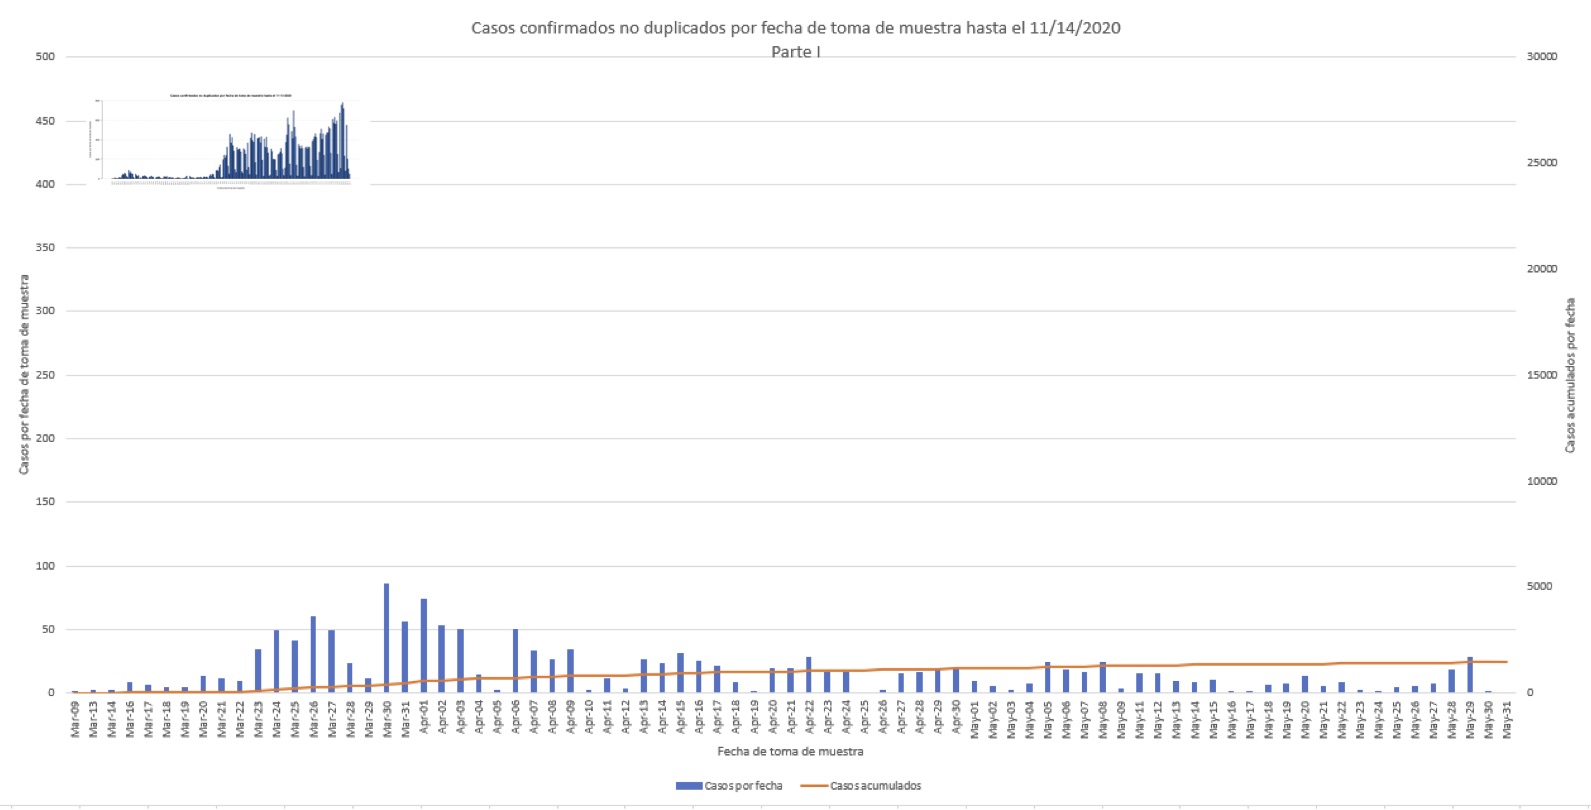 Casos confirmados no duplicados por fecha de toma de muestra hasta el 11/14/2020
Parte I
500
450
400
350
300
250
200
150
100
50
0
30000
25000
20000
15000
10000
5000
0
Casos por fecha de toma de muestra
Casos acumulados por fecha
Mar-09
Mar-13
Mar-14
Mar-16
Mar-17
Mar-18
Mar-19
Mar-20
Mar-21
Mar-22
Mar-23
Mar-24
Mar-25
Mar-26
Mar-27
Mar-28
Mar-29
Mar-30
Mar-31
Apr-01
Apr-02
Apr-03
Apr-04
Apr-05
Apr-06
Apr-07
Apr-08
Apr-09
Apr-10
Apr-11
Apr-12
Apr-13
Apr-14
Apr-15
Apr-16
Apr-17
Apr-18
Apr-19
Apr-20
Apr-21
Apr-22
Apr-23
Apr-24
Apr-25
Apr-26
Apr-27
Apr-28
Apr-29
Apr-30
May-01
May-02
May-03
May-04
May-05
May-06
May-07
May-08
May-09
May-11
May-12
May-13
May-14
May-15
May-16
May-17
May-18
May-19
May-20
May-21
May-22
May-23
May-24
May-25
May-26
May-27
May-28
May-29
May-30
May-31
Fecha de toma de muestra
Casos por fecha
Casos acumulados